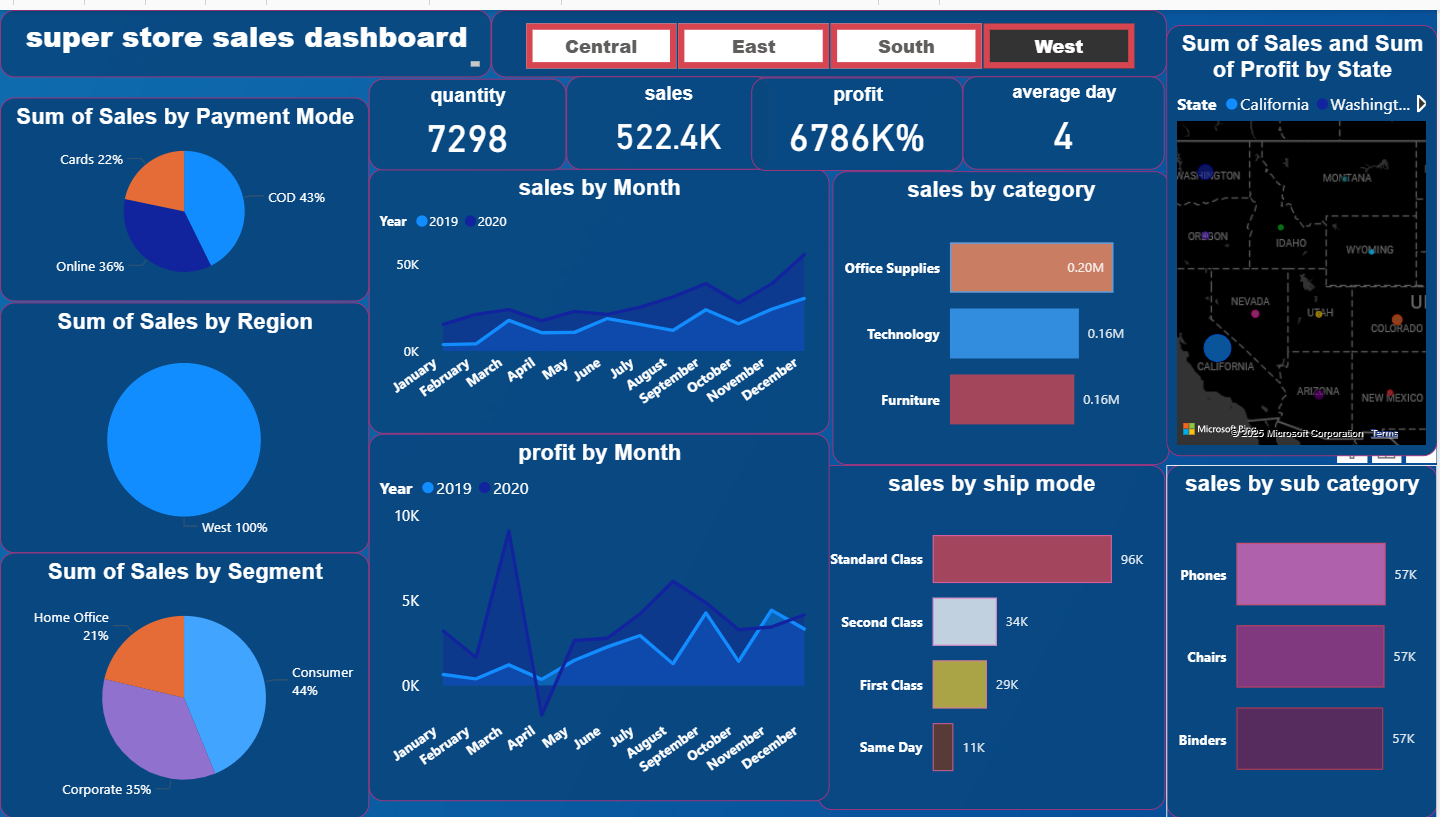 super store sales dashboard
Central
East
South
West
Sum of Sales by Payment Mode
Cards 22%
COD 43%
Online 36%
Sum of Sales by Region
West 100%
Sum of Sales by Segment
Home Office
21%
Consumer
44%
Corporate 35%
quantity
7298
sales
522.4K
profit
6786K%
average day
4
sales by Month
Year 2019 2020
50K
0K
January
February
March
April
May
June
July
August
September
October
November
December
profit by Month
Year 2019 2020
10K
5K
0K
January
February
March
April
May
June
July
August
September
October
November
December
sales by category
Office Supplies 0.20M
Technology 0.16M
Furniture 0.16M
sales by ship mode
Standard Class 96K
Second Class 34K
First Class 29K
Same Day 11K
Sum of Sales and Sum
of Profit by State
State California Washingt...
WASHINGTON
MONTANA
OREGON
IDAHO
WYOMING
NEVADA
UTAH
U
COLORADO
CALIFORNIA
ARIZONA
NEW MEXICO
Microsoft Bing
© 2025 Microsoft Corporation Terms
sales by sub category
Phones 57K
Chairs 57K
Binders 57K